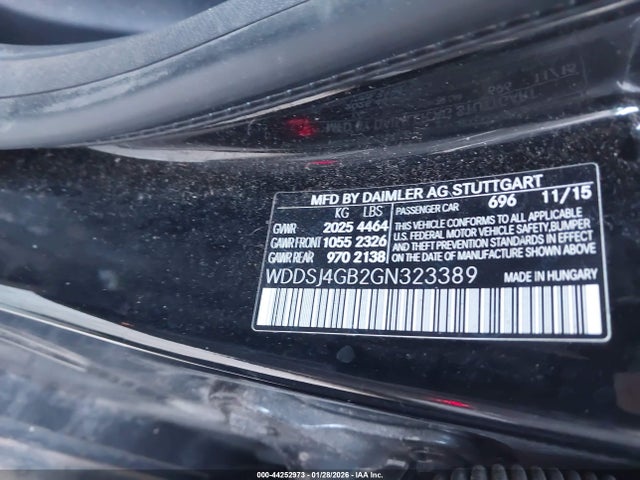 MFD BY DAIMLER AG STUTTGART
KG LBS
GVWR 2025 4464
GAWR FRONT 1055 2326
GAWR REAR 970 2138
PASSENGER CAR 696 11/15
THIS VEHICLE CONFORMS TO ALL APPLICABLE
U.S. FEDERAL MOTOR VEHICLE SAFETY, BUMPER,
AND THEFT PREVENTION STANDARDS IN EFFECT
ON THE DATE OF MANUFACTURE SHOWN ABOVE.
WDDSJ4GB2GN323389 MADE IN HUNGARY
000-44252973 | 01/28/2026 - IAAI.com